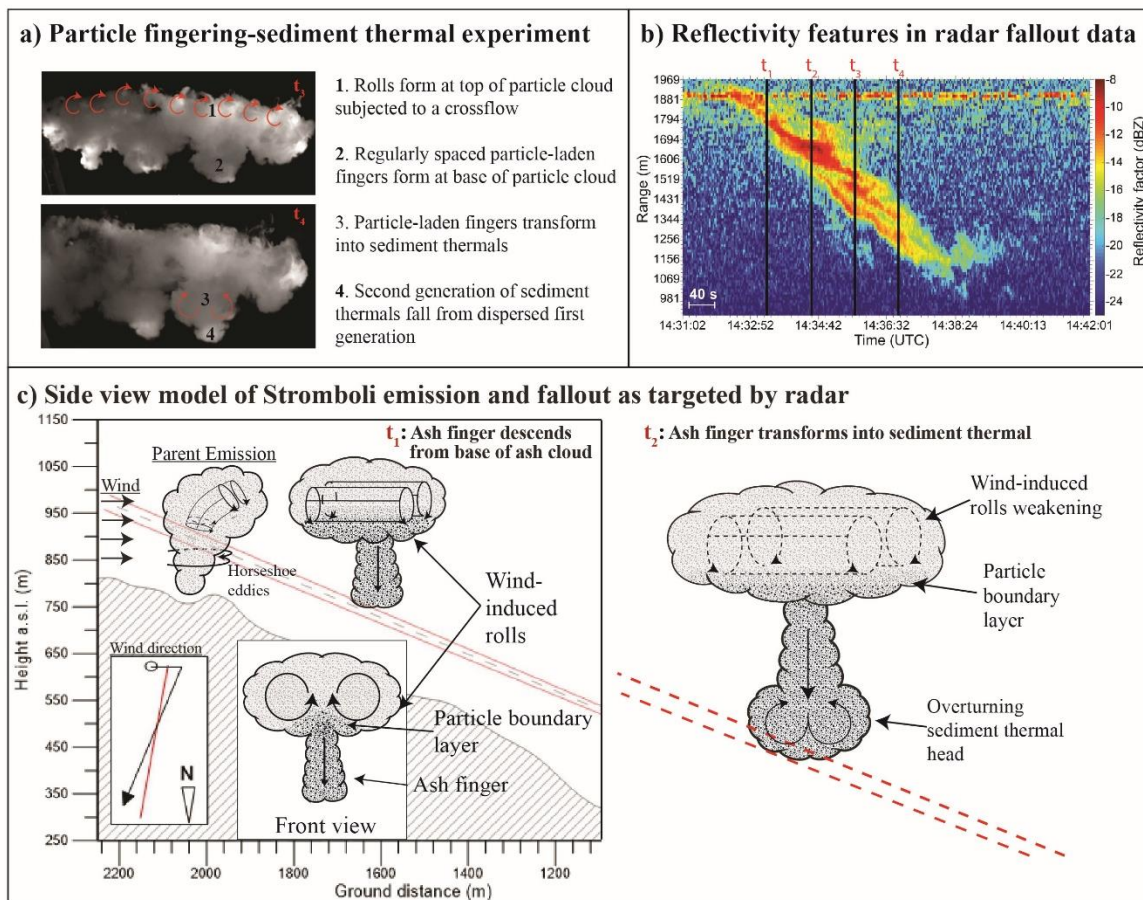 a) Particle fingering-sediment thermal experiment
t3
1
2
t4
3
4
1. Rolls form at top of particle cloud
subjected to a crossflow
2. Regularly spaced particle-laden
fingers form at base of particle cloud
3. Particle-laden fingers transform
into sediment thermals
4. Second generation of sediment
thermals fall from dispersed first
generation
b) Reflectivity features in radar fallout data
t1 t2 t3 t4
Range (m)
1969
1881
1794
1694
1606
1519
1431
1344
1256
1156
1069
981
40 s
14:31:02 14:32:52 14:34:42 14:36:32 14:38:24 14:40:13 14:42:01
Time (UTC)
-8
-10
-12
-14
-16
-18
-20
-22
-24
Reflectivity factor (dBZ)
c) Side view model of Stromboli emission and fallout as targeted by radar
Height a.s.l. (m)
1150
1050
950
850
750
650
550
450
350
250
2200 2000 1800 1600 1400 1200
Ground distance (m)
Parent Emission
Wind
Horseshoe
eddies
t1: Ash finger descends
from base of ash cloud
Wind-
induced
rolls
Wind direction
N
Particle boundary
layer
Ash finger
Front view
t2: Ash finger transforms into sediment thermal
Wind-induced
rolls weakening
Particle
boundary
layer
Overturning
sediment thermal
head